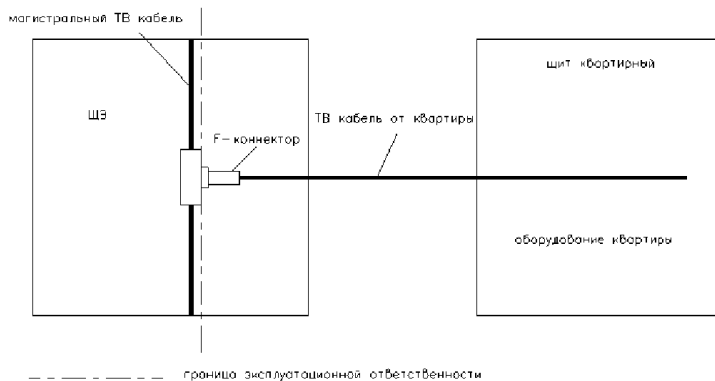 магистральный ТВ кабель
щит квартирный
ЩЭ
ТВ кабель от квартиры
F-коннектор
оборудование квартиры
граница эксплуатационной ответственности